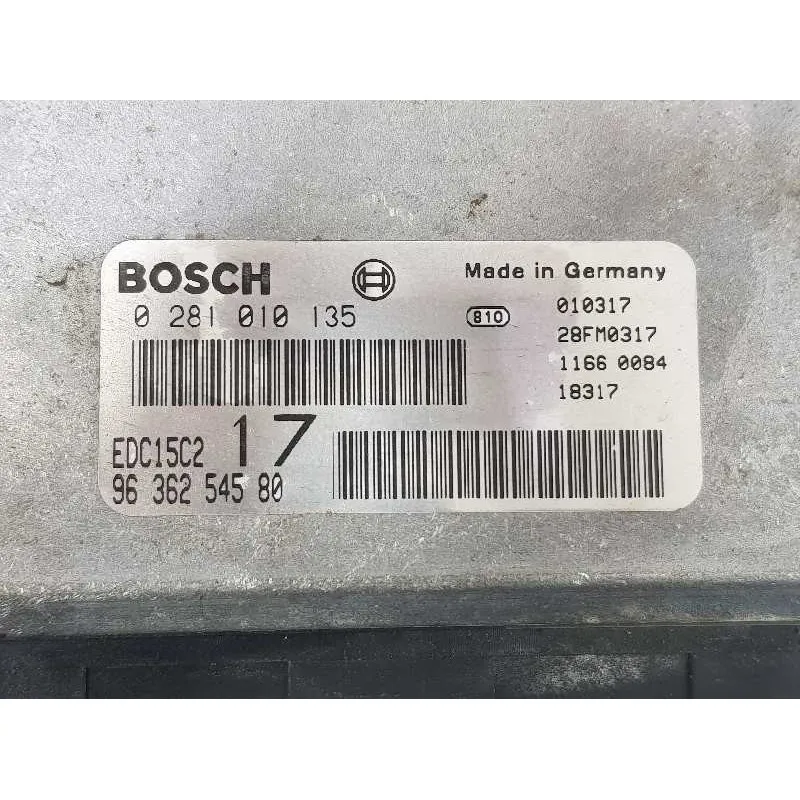 BOSCH
Made in Germany
0 281 010 135
810
010317
28FM0317
1166 0084
18317
EDC15C2
17
96 362 545 80